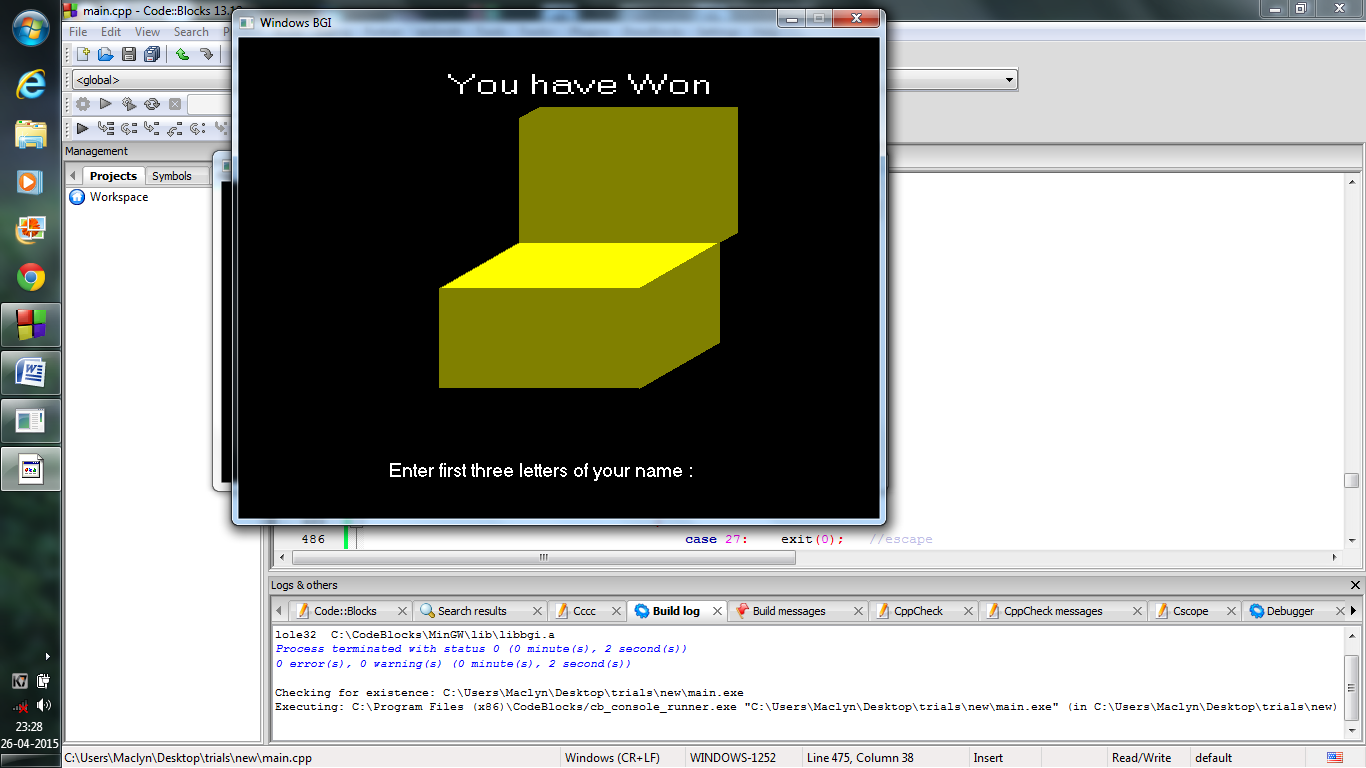 main.cpp - Code::Blocks 13.12
Windows BGI
File Edit View Search
<global>
Management
Projects Symbols
Workspace
You have Won
Enter first three letters of your name :
486 case 27: exit(0); //escape
Logs & others
Code::Blocks Search results Cccc Build log Build messages CppCheck CppCheck messages Cscope Debugger
lole32 C:\CodeBlocks\MinGW\lib\libbgi.a
Process terminated with status 0 (0 minute(s), 2 second(s))
0 error(s), 0 warning(s) (0 minute(s), 2 second(s))
Checking for existence: C:\Users\Maclyn\Desktop\trials\new\main.exe
Executing: C:\Program Files (x86)\CodeBlocks/cb_console_runner.exe "C:\Users\Maclyn\Desktop\trials\new\main.exe" (in C:\Users\Maclyn\Desktop\trials\new)
23:28
26-04-2015
C:\Users\Maclyn\Desktop\trials\new\main.cpp Windows (CR+LF) WINDOWS-1252 Line 475, Column 38 Insert Read/Write default